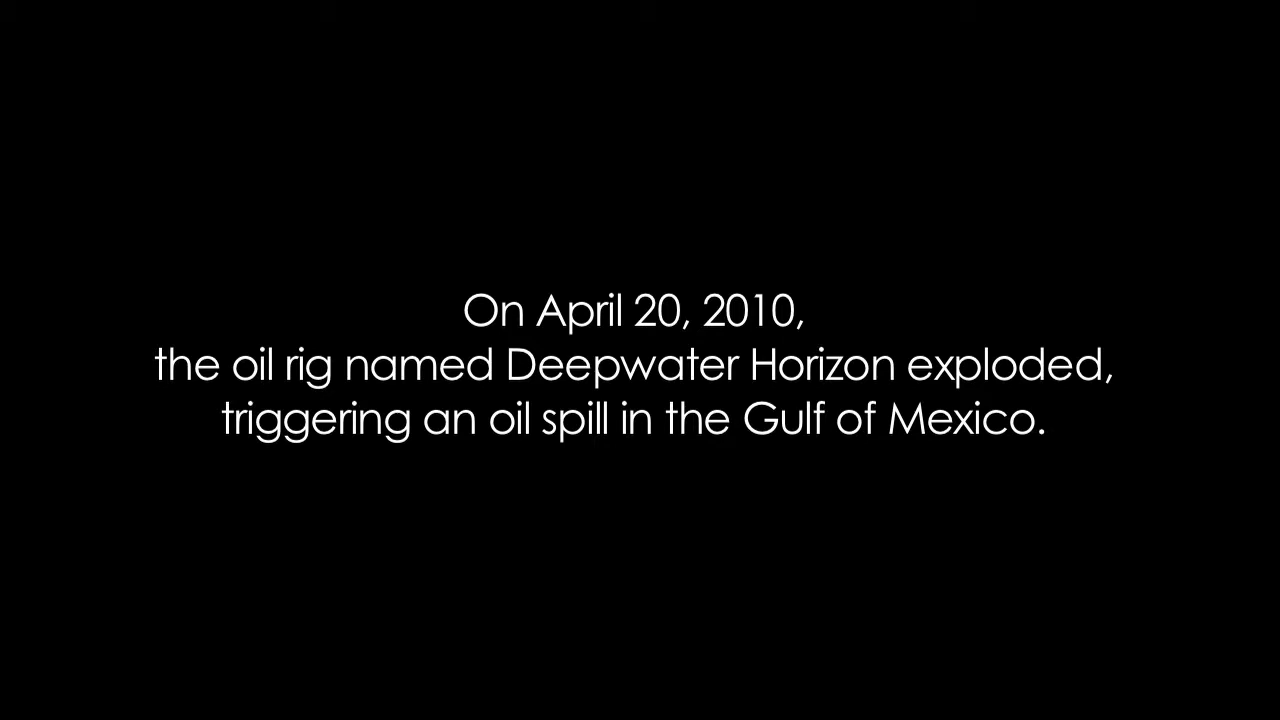 On April 20, 2010,
the oil rig named Deepwater Horizon exploded,
triggering an oil spill in the Gulf of Mexico.